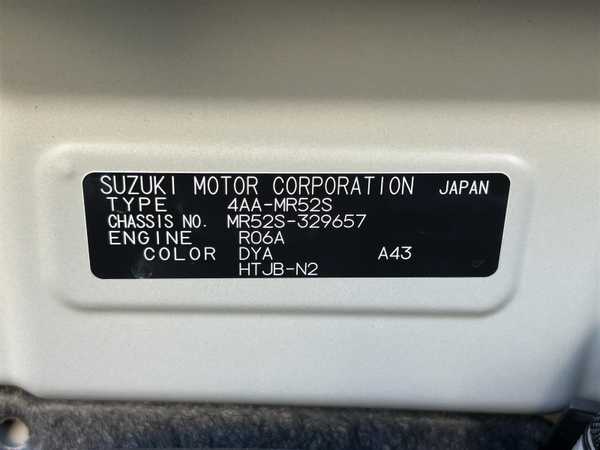 SUZUKI MOTOR CORPORATION JAPAN
TYPE 4AA-MR52S
CHASSIS NO. MR52S-329657
ENGINE R06A
COLOR DYA A43
HTJB-N2